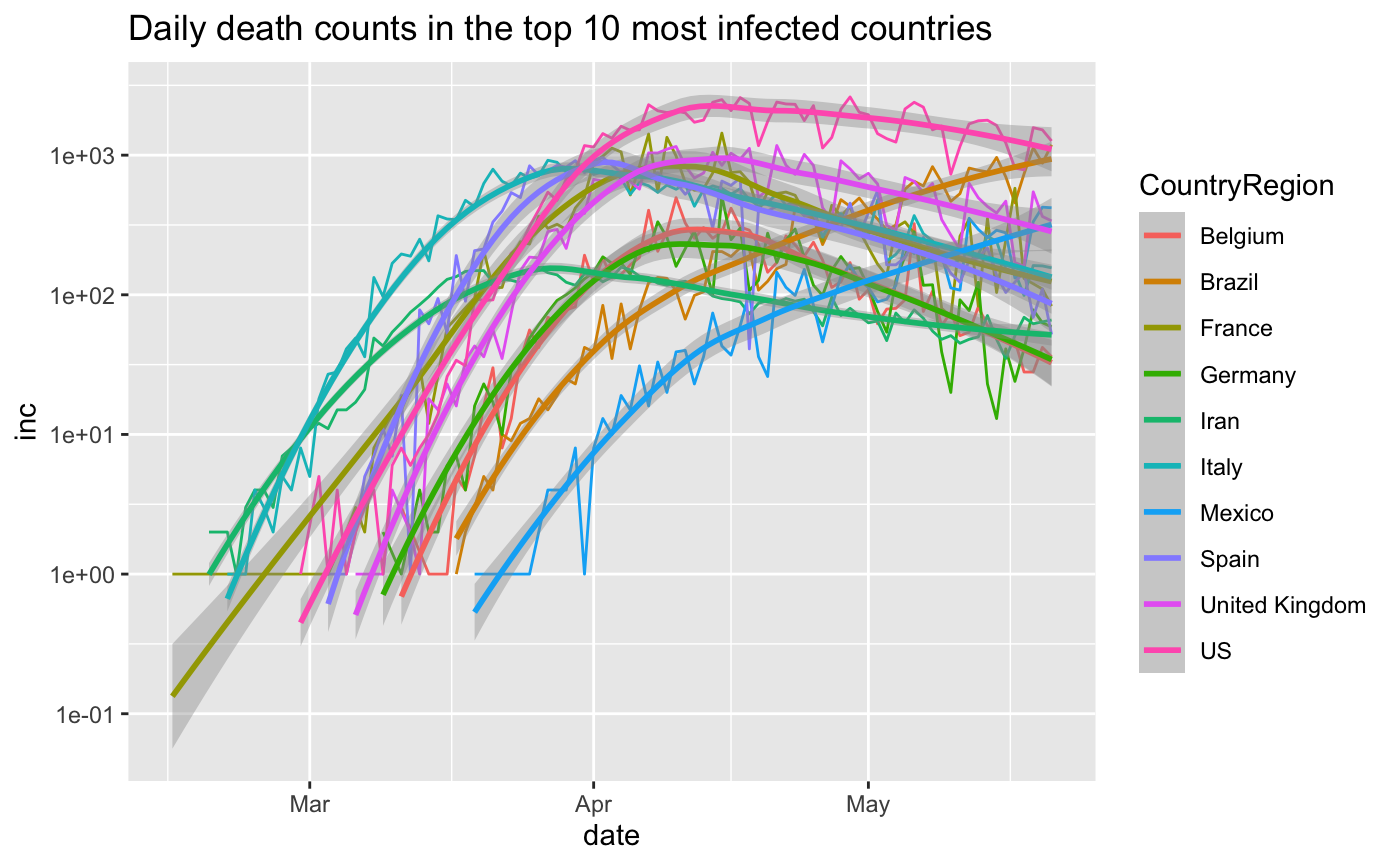 Daily death counts in the top 10 most infected countries
1e+03
1e+02
1e+01
1e+00
1e-01
inc
Mar
Apr
May
date
CountryRegion
Belgium
Brazil
France
Germany
Iran
Italy
Mexico
Spain
United Kingdom
US